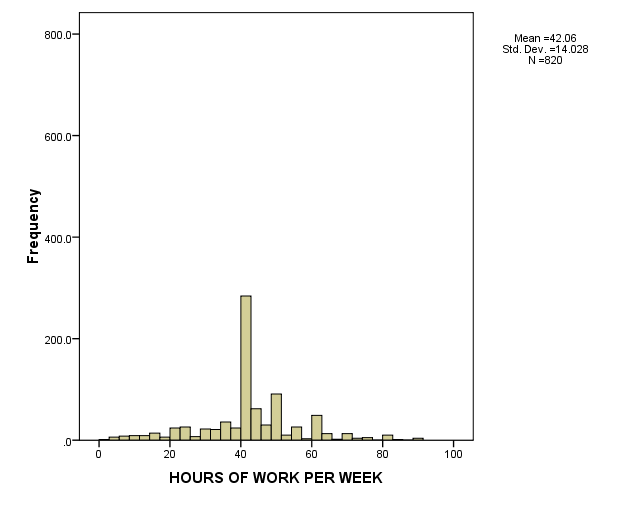 800.0
600.0
400.0
200.0
.0
Frequency
0 20 40 60 80 100
HOURS OF WORK PER WEEK
Mean =42.06
Std. Dev. =14.028
N =820